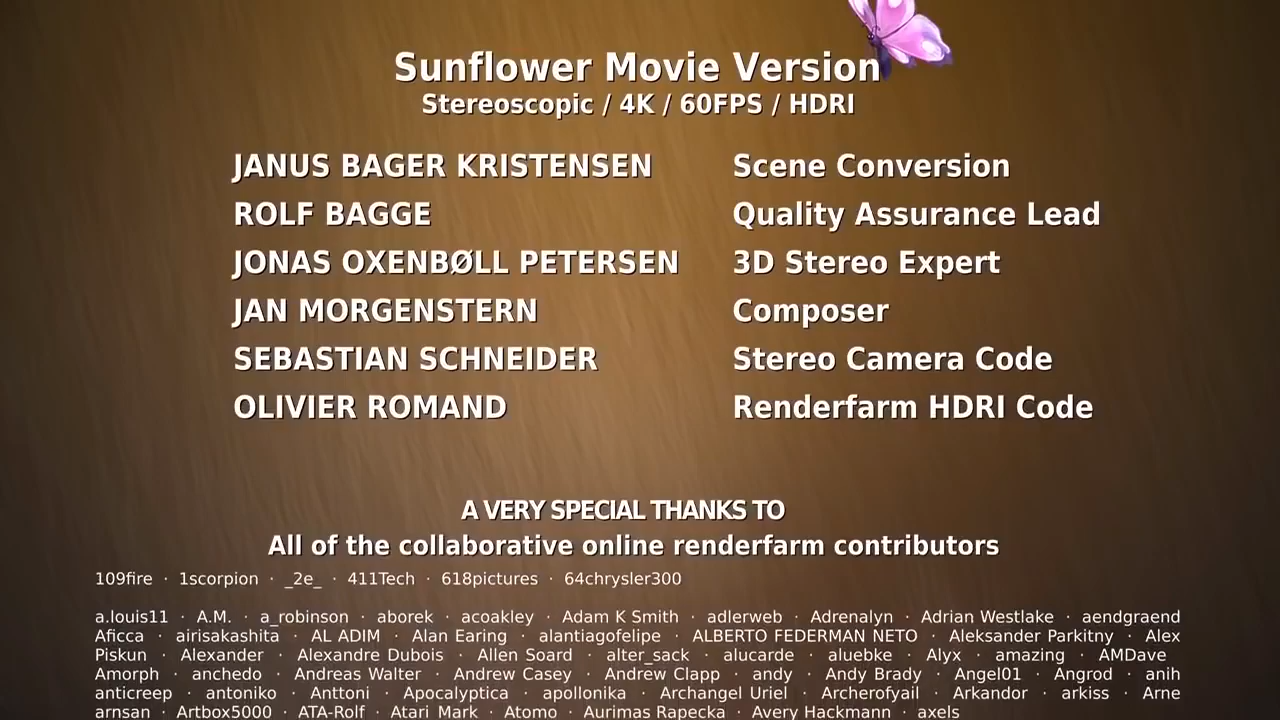 Sunflower Movie Version
Stereoscopic / 4K / 60FPS / HDRI
JANUS BAGER KRISTENSEN Scene Conversion
ROLF BAGGE Quality Assurance Lead
JONAS OXENBØLL PETERSEN 3D Stereo Expert
JAN MORGENSTERN Composer
SEBASTIAN SCHNEIDER Stereo Camera Code
OLIVIER ROMAND Renderfarm HDRI Code
A VERY SPECIAL THANKS TO
All of the collaborative online renderfarm contributors
109fire · 1scorpion · _2e_ · 411Tech · 618pictures · 64chrysler300
a.louis11 · A.M. · a_robinson · aborek · acoakley · Adam K Smith · adlerweb · Adrenalyn · Adrian Westlake · aendgraend
Aficca · airisakashita · AL ADIM · Alan Earing · alantiagofelipe · ALBERTO FEDERMAN NETO · Aleksander Parkitny · Alex
Piskun · Alexander · Alexandre Dubois · Allen Soard · alter_sack · alucarde · aluebke · Alyx · amazing · AMDave
Amorph · anchedo · Andreas Walter · Andrew Casey · Andrew Clapp · andy · Andy Brady · Angel01 · Angrod · anih
anticreep · antoniko · Anttoni · Apocalyptica · apollonika · Archangel Uriel · Archerofyail · Arkandor · arkiss · Arne
arnsan · Artbox5000 · ATA-Rolf · Atari Mark · Atomo · Aurimas Rapecka · Avery Hackmann · axels